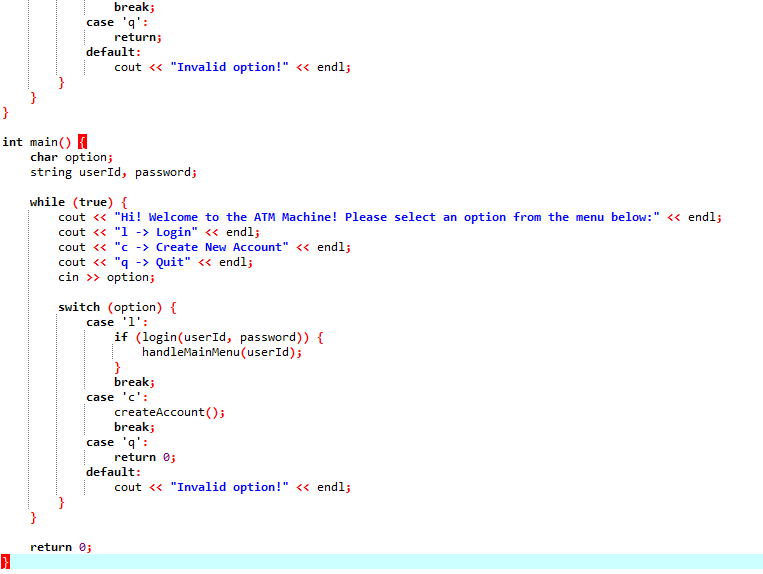 break;
            case 'q':
                return;
            default:
                cout << "Invalid option!" << endl;
        }
    }
}

int main() {
    char option;
    string userId, password;

    while (true) {
        cout << "Hi! Welcome to the ATM Machine! Please select an option from the menu below:" << endl;
        cout << "l -> Login" << endl;
        cout << "c -> Create New Account" << endl;
        cout << "q -> Quit" << endl;
        cin >> option;

        switch (option) {
            case 'l':
                if (login(userId, password)) {
                    handleMainMenu(userId);
                }
                break;
            case 'c':
                createAccount();
                break;
            case 'q':
                return 0;
            default:
                cout << "Invalid option!" << endl;
        }
    }

    return 0;
}